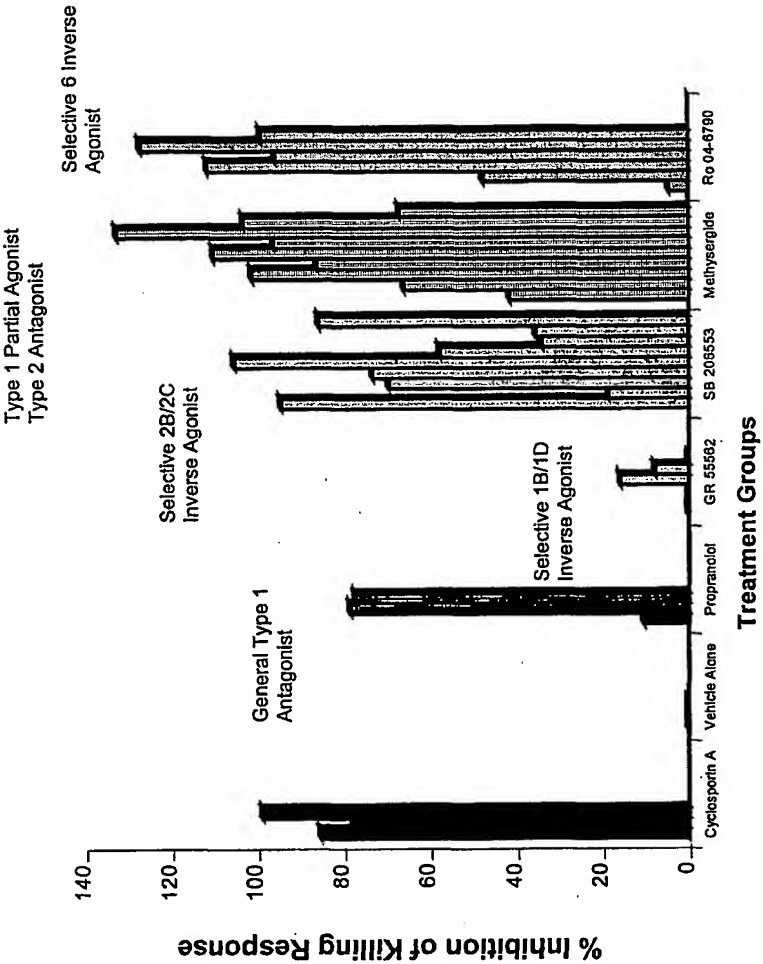 Type 1 Partial Agonist
Type 2 Antagonist
Selective 6 Inverse
Agonist
Selective 2B/2C
Inverse Agonist
General Type 1
Antagonist
Selective 1B/1D
Inverse Agonist
% Inhibition of Killing Response
140
120
100
80
60
40
20
0
Cyclosporin A
Vehicle Alone
Propranolol
GR 55562
SB 206553
Methysergide
Ro 04-6790
Treatment Groups